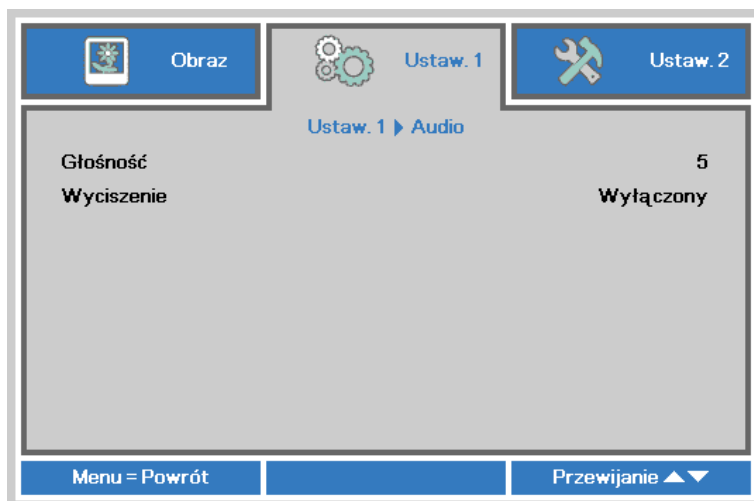 Obraz Ustaw. 1 Ustaw. 2
Ustaw. 1 ▶ Audio
Głośność 5
Wyciszenie Wyłączony
Menu = Powrót Przewijanie ▲▼